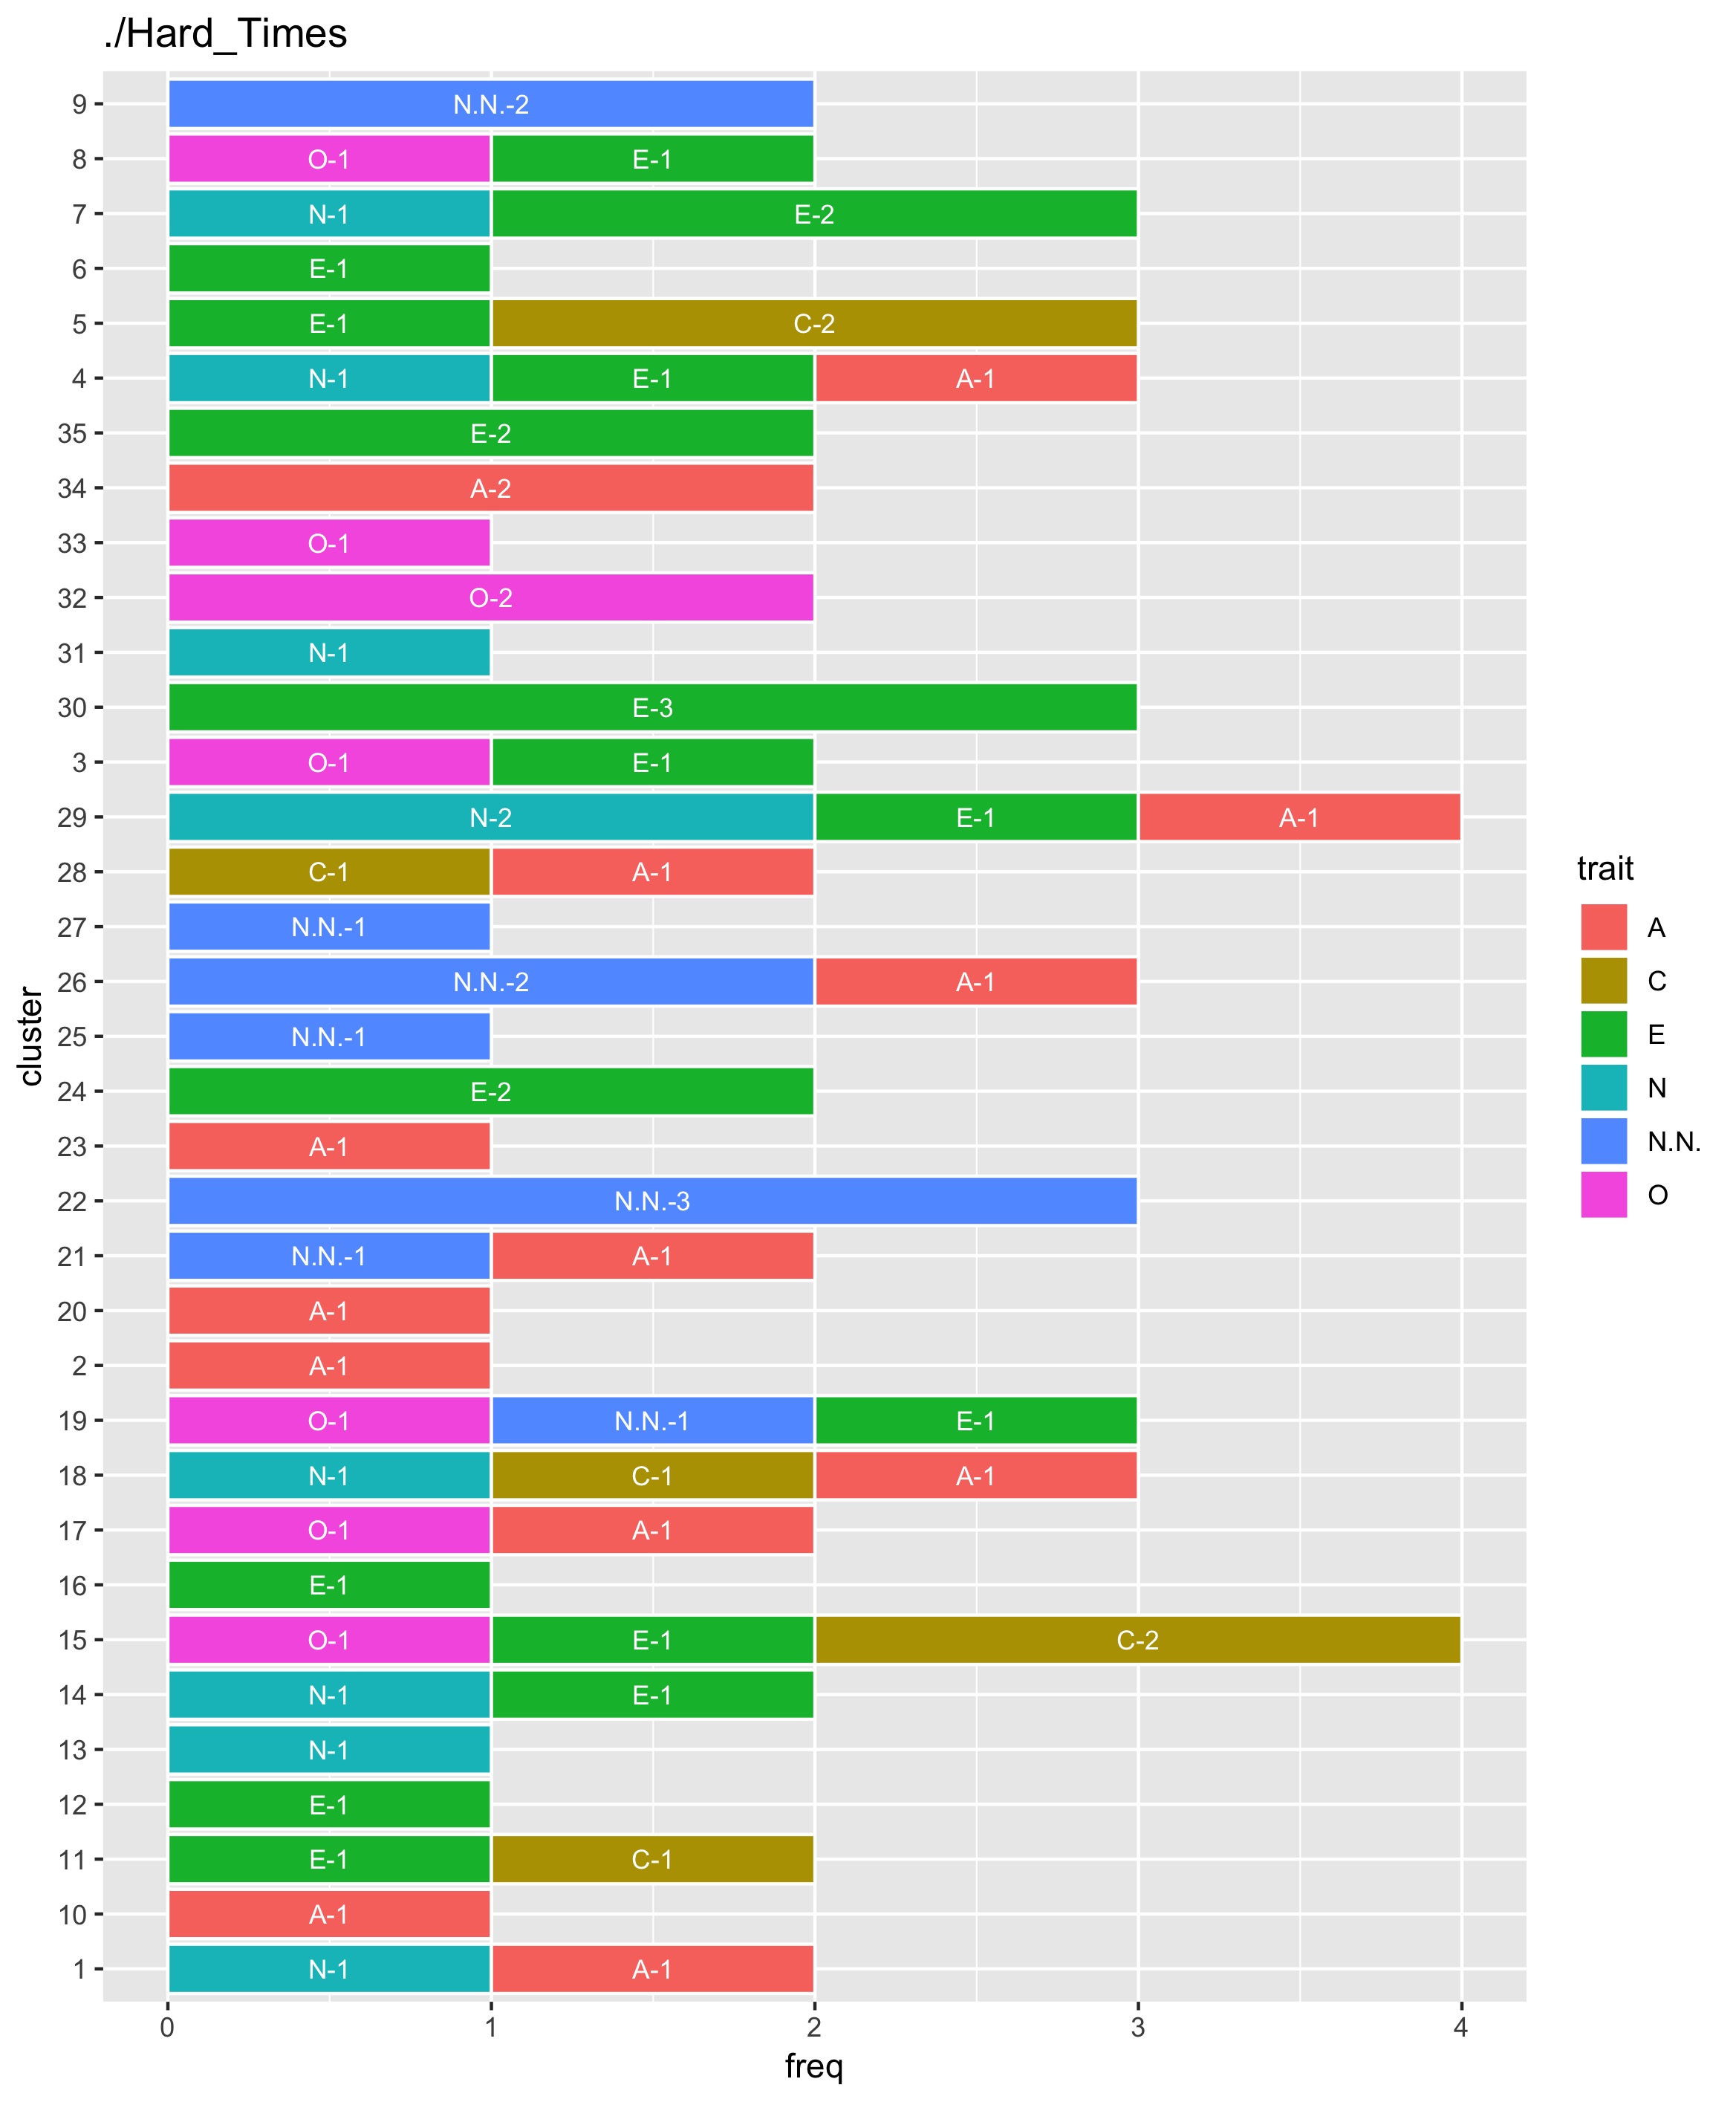 ./Hard_Times
9 N.N.-2
8 O-1 E-1
7 N-1 E-2
6 E-1
5 E-1 C-2
4 N-1 E-1 A-1
35 E-2
34 A-2
33 O-1
32 O-2
31 N-1
30 E-3
3 O-1 E-1
29 N-2 E-1 A-1
28 C-1 A-1
27 N.N.-1
26 N.N.-2 A-1
25 N.N.-1
24 E-2
23 A-1
22 N.N.-3
21 N.N.-1 A-1
20 A-1
2 A-1
19 O-1 N.N.-1 E-1
18 N-1 C-1 A-1
17 O-1 A-1
16 E-1
15 O-1 E-1 C-2
14 N-1 E-1
13 N-1
12 E-1
11 E-1 C-1
10 A-1
1 N-1 A-1
0 1 2 3 4
freq
cluster
trait
A
C
E
N
N.N.
O